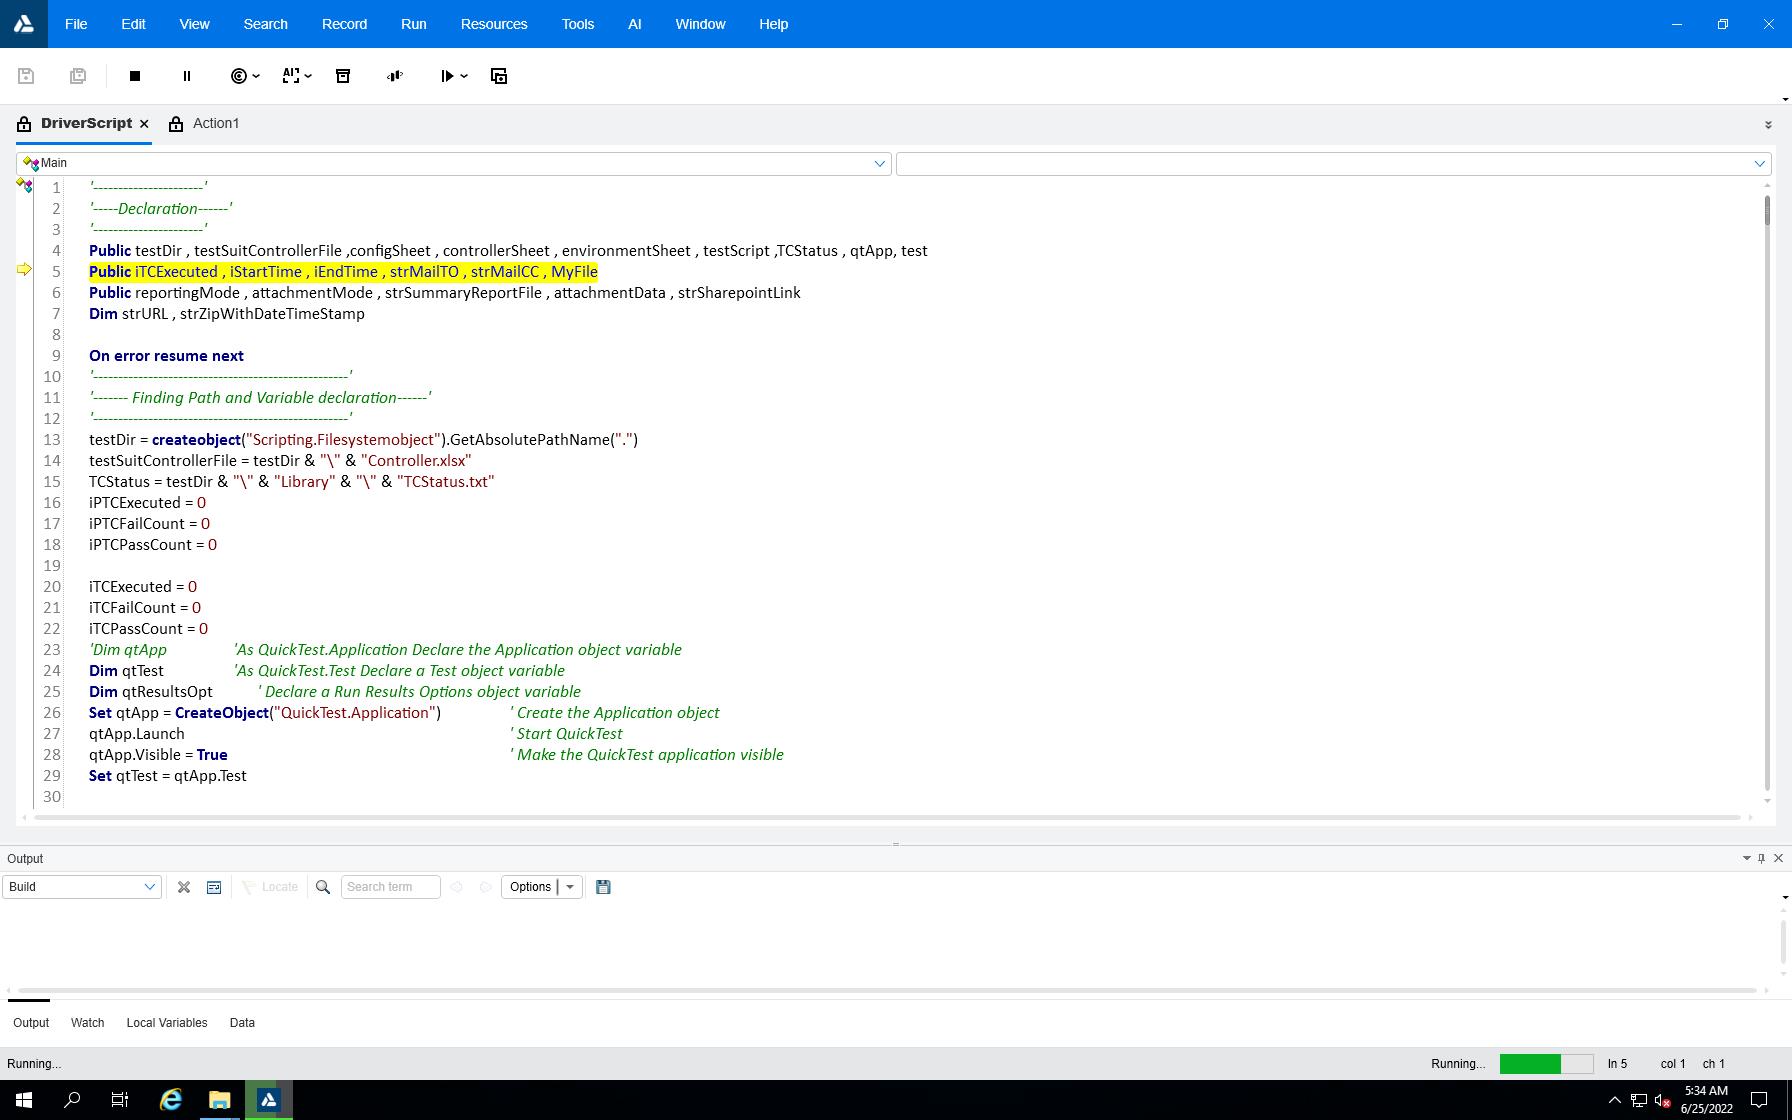 File Edit View Search Record Run Resources Tools AI Window Help
AI
DriverScript Action1
Main
1 '----------------------'
2 '-----Declaration------'
3 '----------------------'
4 Public testDir , testSuitControllerFile ,configSheet , controllerSheet , environmentSheet , testScript ,TCStatus , qtApp, test
5 Public iTCExecuted , iStartTime , iEndTime , strMailTO , strMailCC , MyFile
6 Public reportingMode , attachmentMode , strSummaryReportFile , attachmentData , strSharepointLink
7 Dim strURL , strZipWithDateTimeStamp
8
9 On error resume next
10 '---------------------------------------------------'
11 '------- Finding Path and Variable declaration------'
12 '---------------------------------------------------'
13 testDir = createobject("Scripting.Filesystemobject").GetAbsolutePathName(".")
14 testSuitControllerFile = testDir & "\" & "Controller.xlsx"
15 TCStatus = testDir & "\" & "Library" & "\" & "TCStatus.txt"
16 iPTCExecuted = 0
17 iPTCFailCount = 0
18 iPTCPassCount = 0
19
20 iTCExecuted = 0
21 iTCFailCount = 0
22 iTCPassCount = 0
23 'Dim qtApp 'As QuickTest.Application Declare the Application object variable
24 Dim qtTest 'As QuickTest.Test Declare a Test object variable
25 Dim qtResultsOpt ' Declare a Run Results Options object variable
26 Set qtApp = CreateObject("QuickTest.Application") ' Create the Application object
27 qtApp.Launch ' Start QuickTest
28 qtApp.Visible = True ' Make the QuickTest application visible
29 Set qtTest = qtApp.Test
30
Output
Build Locate Search term Options
Output Watch Local Variables Data
Running... Running... ln 5 col 1 ch 1
5:34 AM
6/25/2022